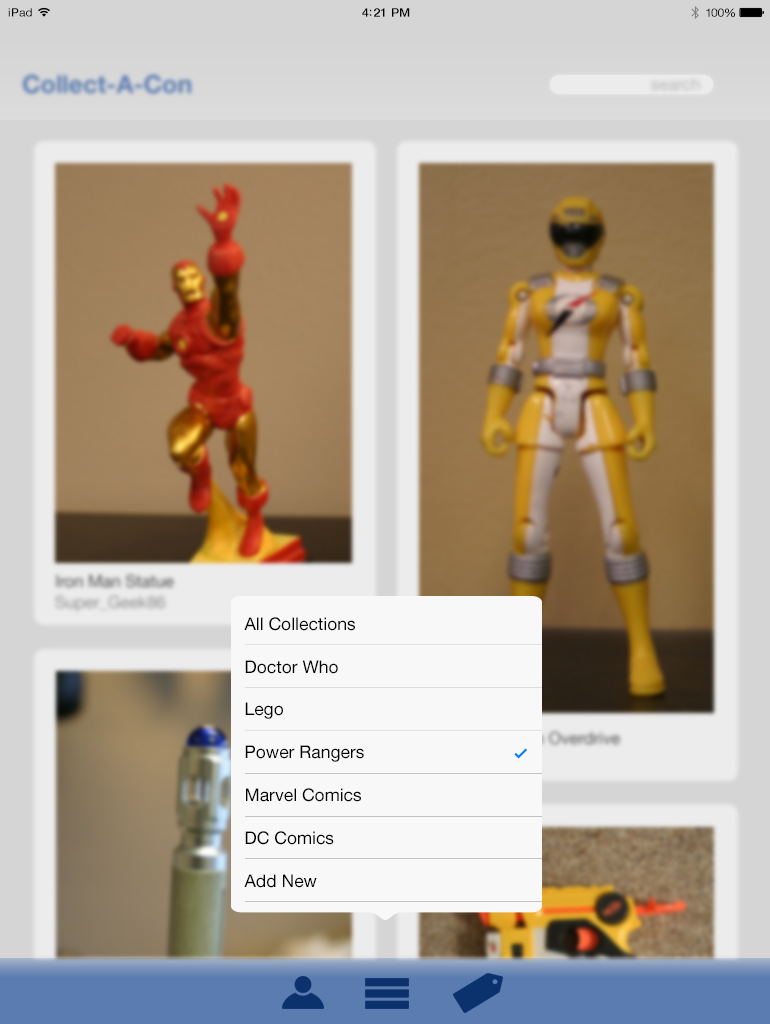 iPad 4:21 PM 100%
Collect-A-Con search
Iron Man Statue
Super_Geek86
Overdrive
All Collections
Doctor Who
Lego
Power Rangers
Marvel Comics
DC Comics
Add New